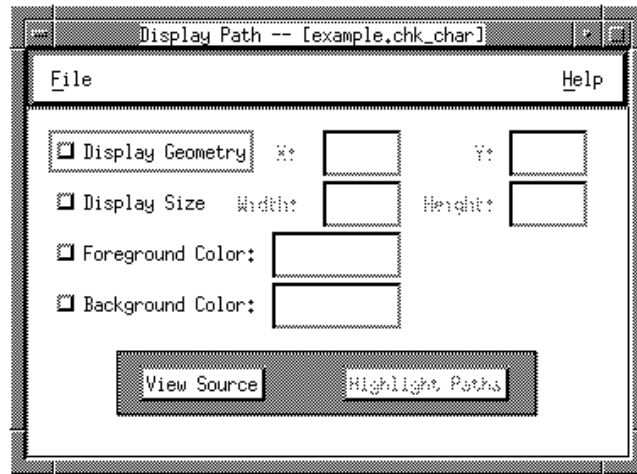 Display Path -- [example.chk_char]
File Help
Display Geometry X: Y:
Display Size Width: Height:
Foreground Color:
Background Color:
View Source Highlight Paths